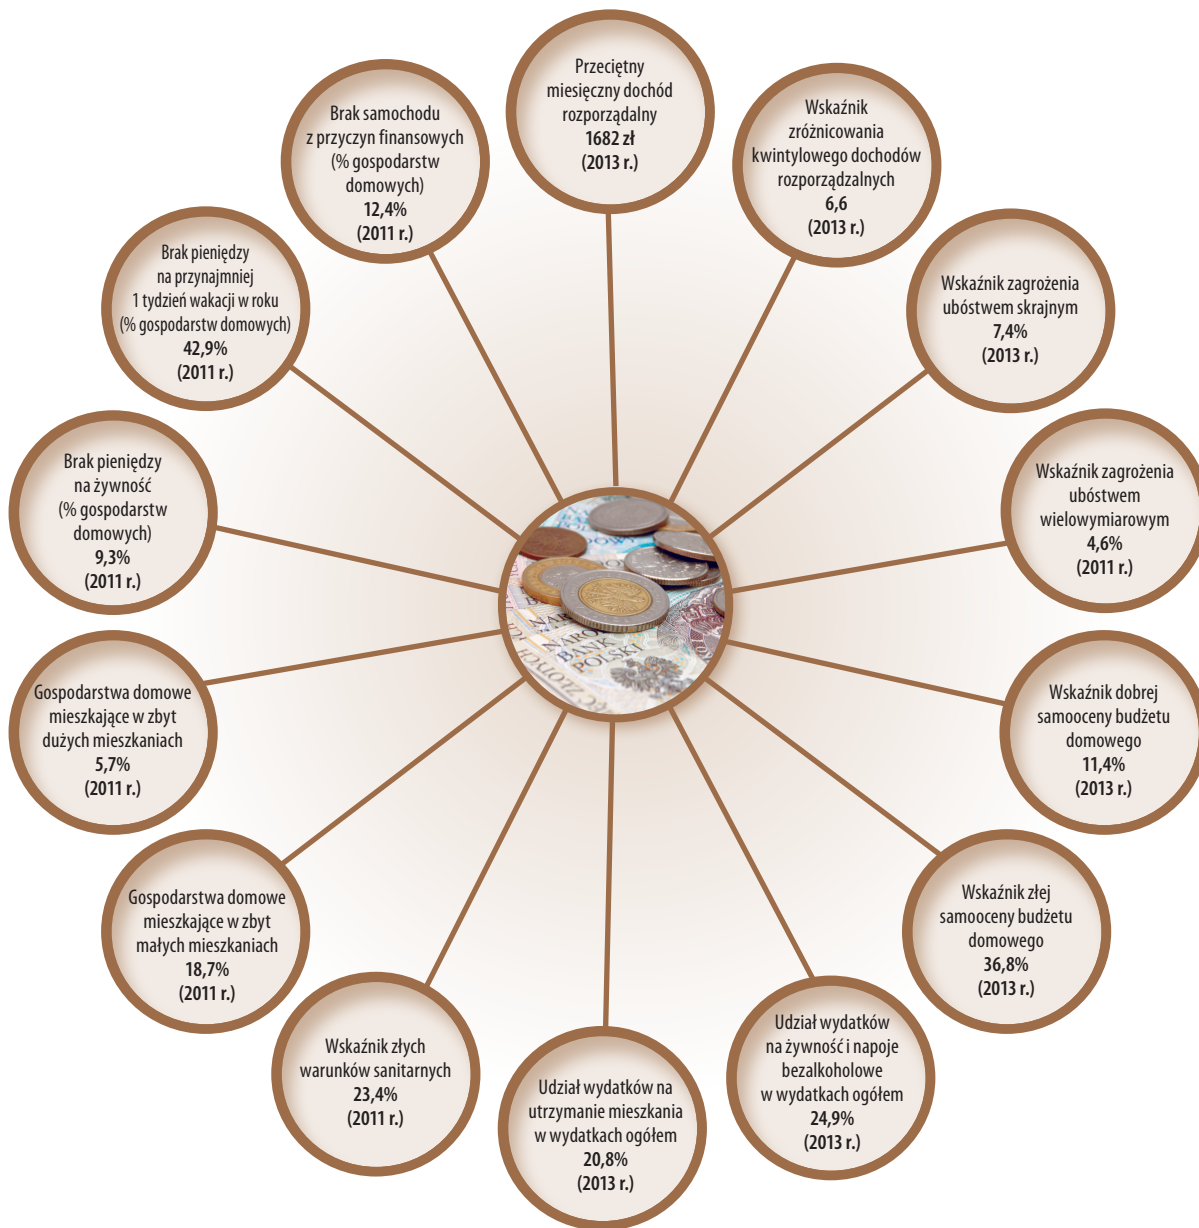 Przeciętny
miesięczny dochód
rozporządalny
1682 zł
(2013 r.)
Wskaźnik
zróżnicowania
kwintylowego dochodów
rozporządzalnych
6,6
(2013 r.)
Wskaźnik zagrożenia
ubóstwem skrajnym
7,4%
(2013 r.)
Wskaźnik zagrożenia
ubóstwem
wielowymiarowym
4,6%
(2011 r.)
Wskaźnik dobrej
samooceny budżetu
domowego
11,4%
(2013 r.)
Wskaźnik złej
samooceny budżetu
domowego
36,8%
(2013 r.)
Udział wydatków
na żywność i napoje
bezalkoholowe
w wydatkach ogółem
24,9%
(2013 r.)
Udział wydatków na
utrzymanie mieszkania
w wydatkach ogółem
20,8%
(2013 r.)
Wskaźnik złych
warunków sanitarnych
23,4%
(2011 r.)
Gospodarstwa domowe
mieszkające w zbyt
małych mieszkaniach
18,7%
(2011 r.)
Gospodarstwa domowe
mieszkające w zbyt
dużych mieszkaniach
5,7%
(2011 r.)
Brak pieniędzy
na żywność
(% gospodarstw
domowych)
9,3%
(2011 r.)
Brak pieniędzy
na przynajmniej
1 tydzień wakacji w roku
(% gospodarstw domowych)
42,9%
(2011 r.)
Brak samochodu
z przyczyn finansowych
(% gospodarstw
domowych)
12,4%
(2011 r.)
BANK
POLSKI